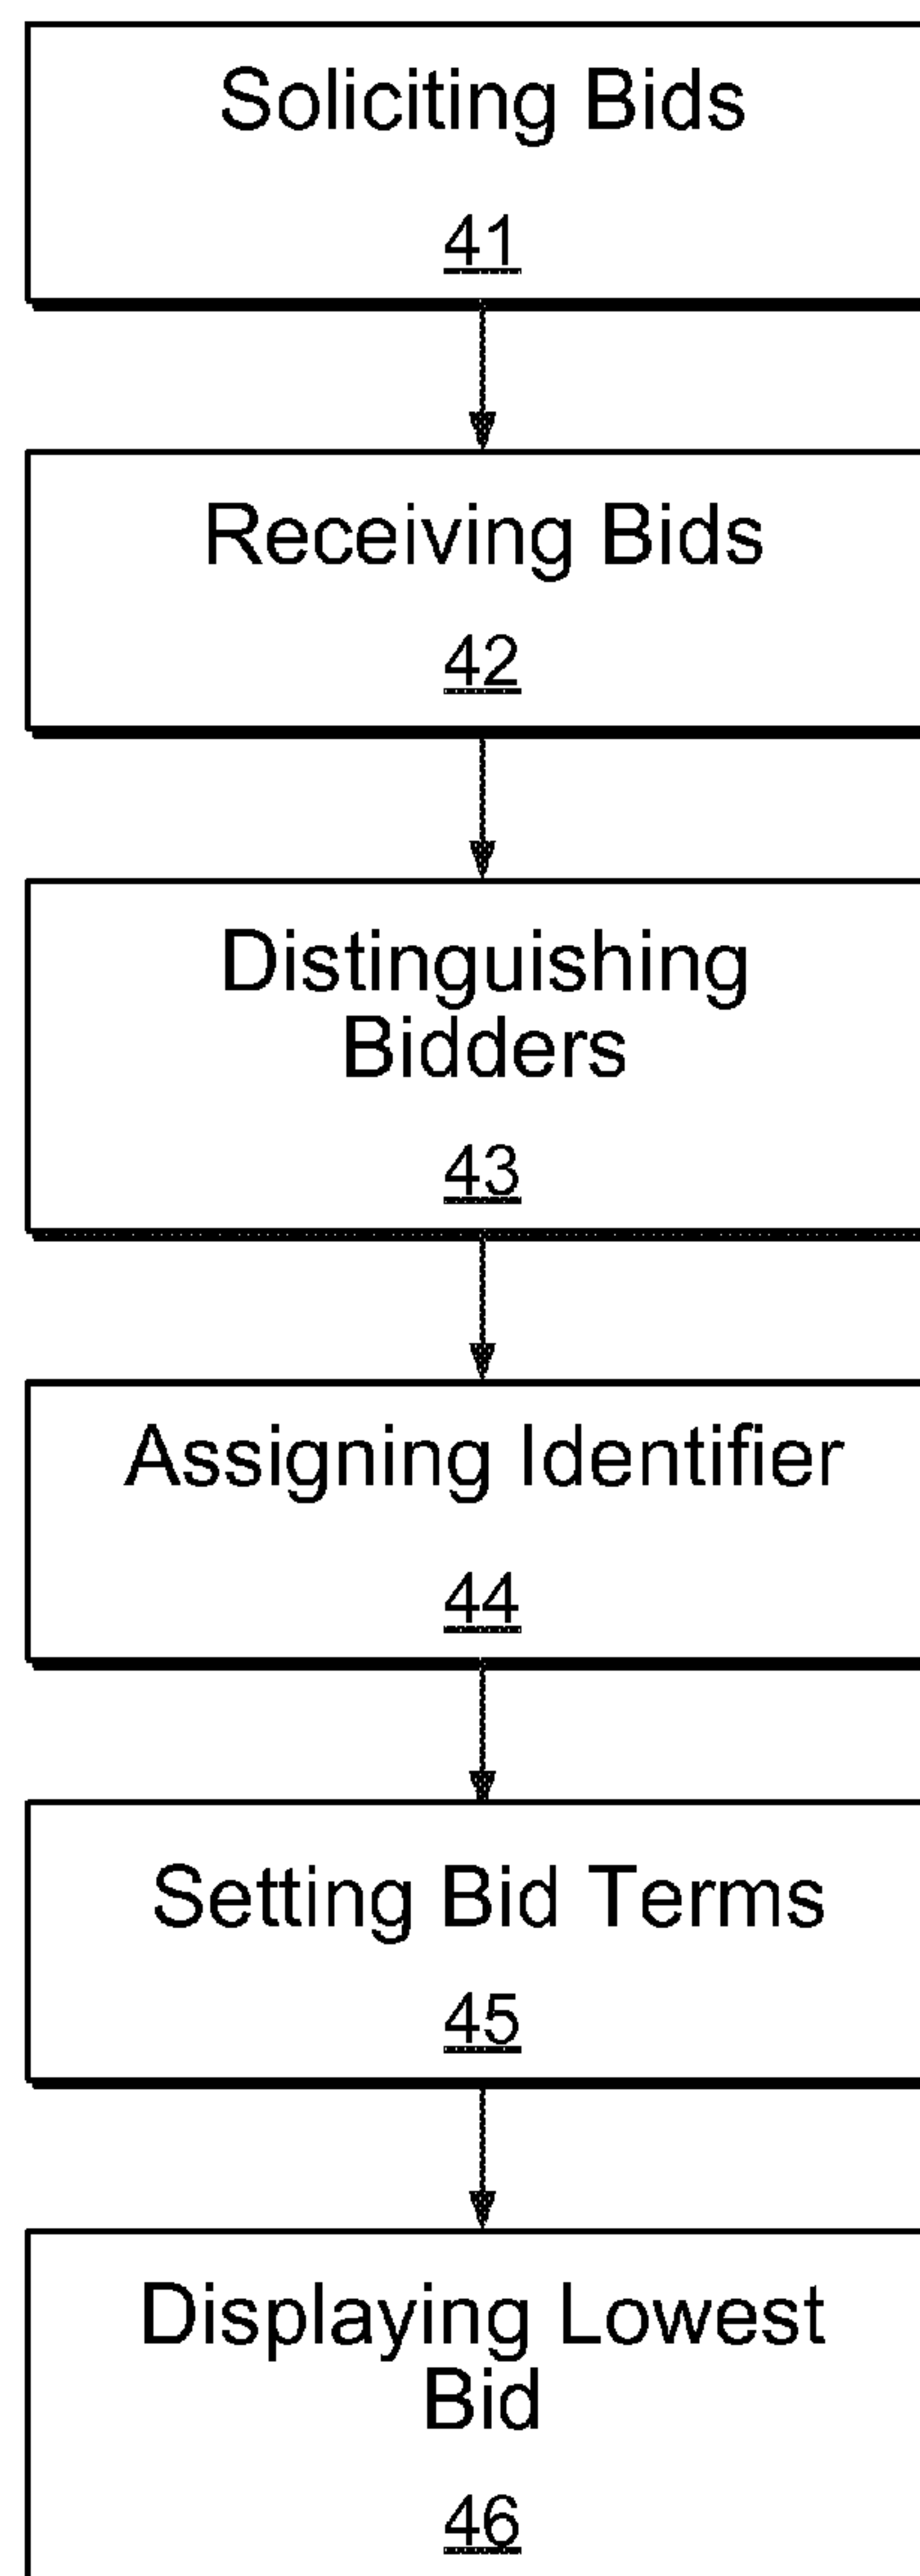 Soliciting Bids
41
Receiving Bids
42
Distinguishing
Bidders
43
Assigning Identifier
44
Setting Bid Terms
45
Displaying Lowest
Bid
46